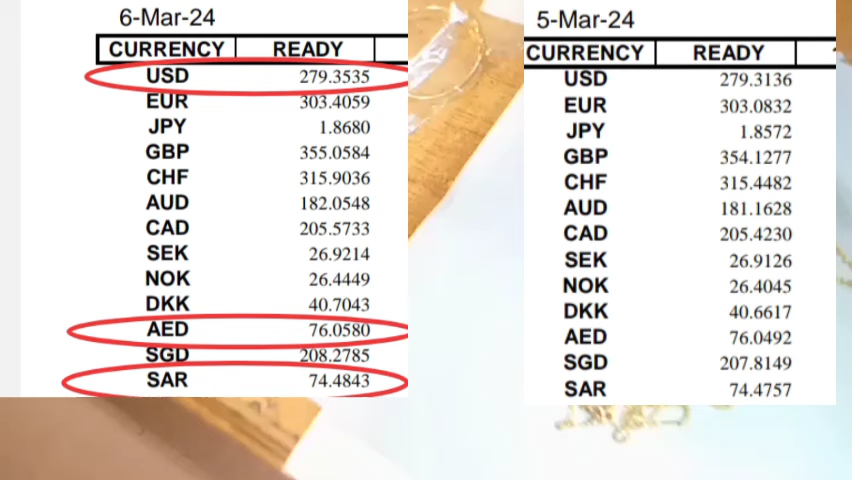 6-Mar-24
CURRENCY READY
USD 279.3535
EUR 303.4059
JPY 1.8680
GBP 355.0584
CHF 315.9036
AUD 182.0548
CAD 205.5733
SEK 26.9214
NOK 26.4449
DKK 40.7043
AED 76.0580
SGD 208.2785
SAR 74.4843
5-Mar-24
CURRENCY READY
USD 279.3136
EUR 303.0832
JPY 1.8572
GBP 354.1277
CHF 315.4482
AUD 181.1628
CAD 205.4230
SEK 26.9126
NOK 26.4045
DKK 40.6617
AED 76.0492
SGD 207.8149
SAR 74.4757